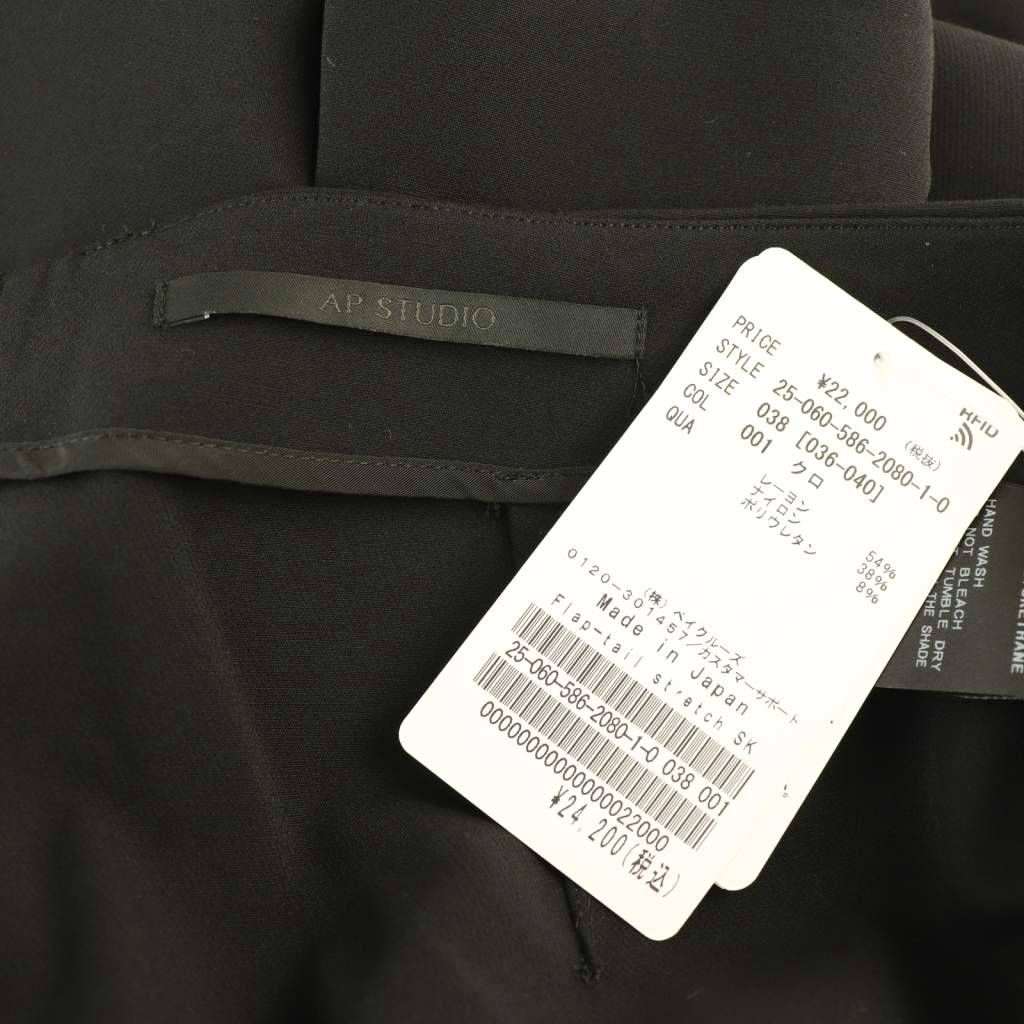 AP STUDIO
PRICE ¥22,000 (税抜)
STYLE 25-060-586-2080-1-0
SIZE 038 [036-040]
COL 001 クロ
QUA
レーヨン 54%
ナイロン 38%
ポリウレタン 8%
RFID
(株)ベイクルーズ
0120-301457/カスタマーサポート
Made in Japan
Flap-tail stretch SK
25-060-586-2080-1-0 038 001
00000000000000022000
¥24,200(税込)
HAND WASH
NOT BLEACH
TUMBLE DRY
THE SHADE